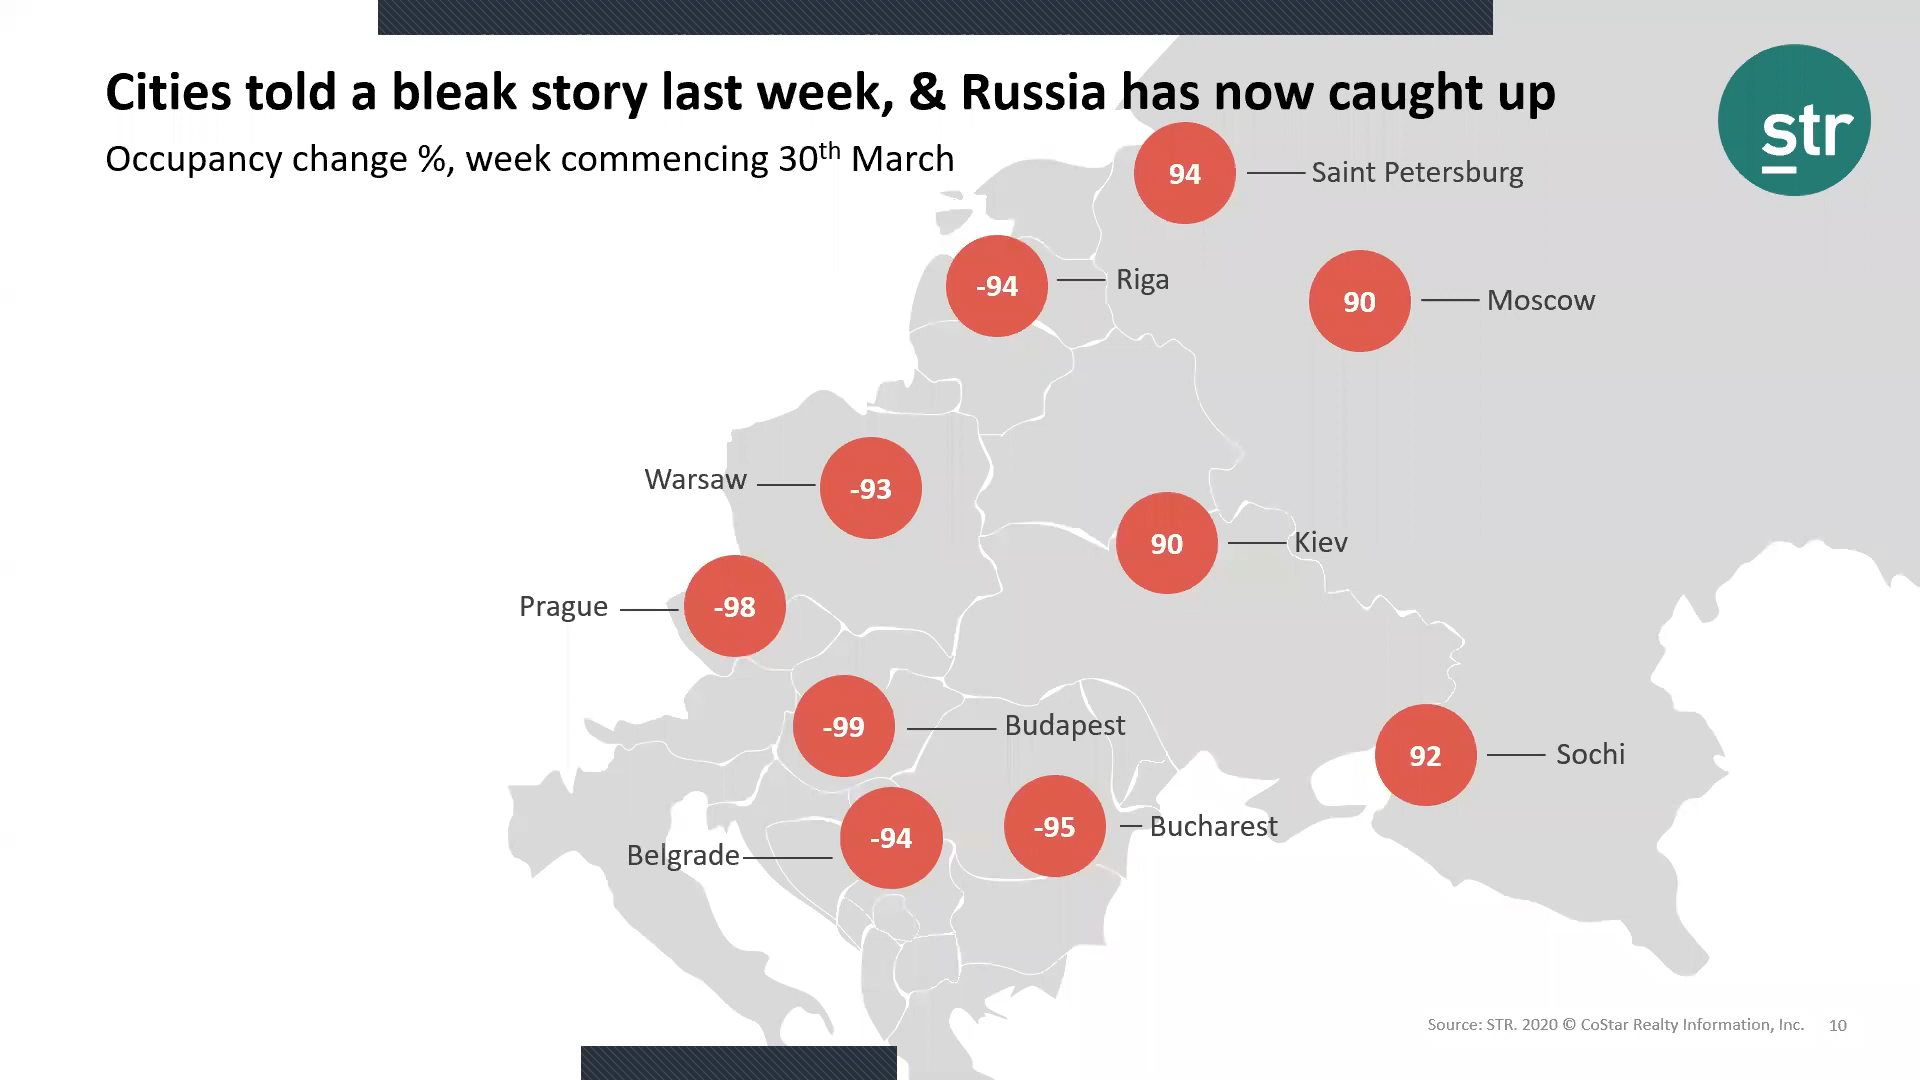 Cities told a bleak story last week, & Russia has now caught up
Occupancy change %, week commencing 30th March
str
94
Saint Petersburg
-94
Riga
90
Moscow
Warsaw
-93
90
Kiev
Prague
-98
-99
Budapest
92
Sochi
Belgrade
-94
-95
Bucharest
Source: STR. 2020 © CoStar Realty Information, Inc.
10